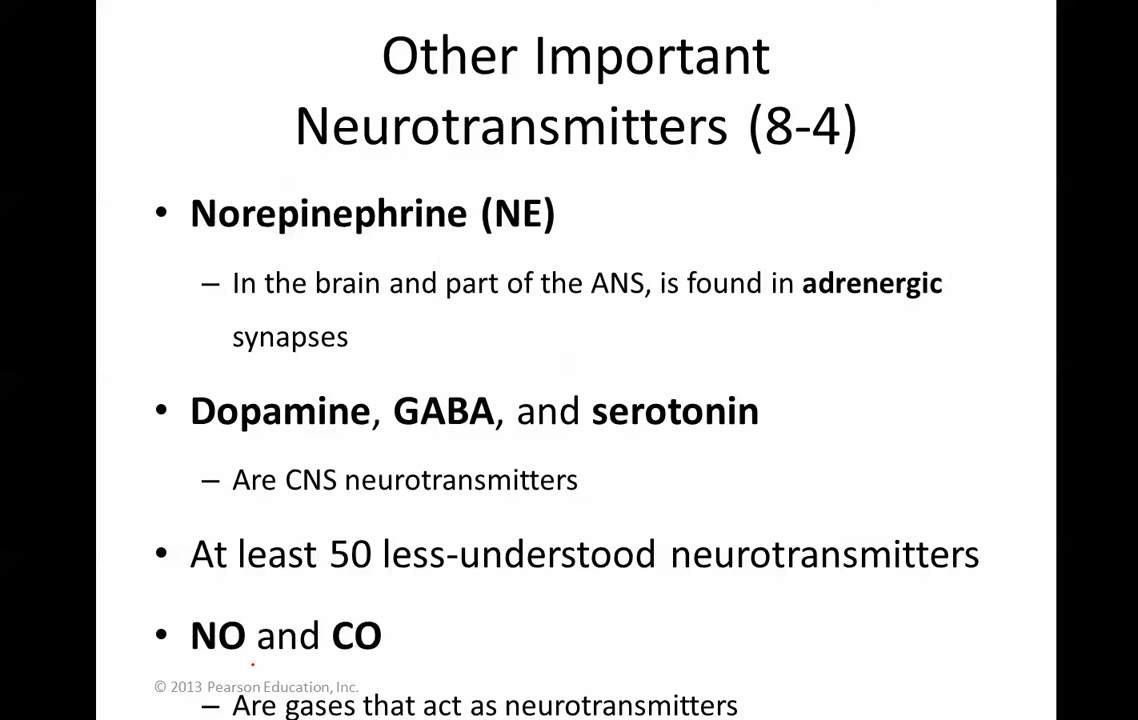 Other Important
Neurotransmitters (8-4)
• Norepinephrine (NE)
– In the brain and part of the ANS, is found in adrenergic
synapses
• Dopamine, GABA, and serotonin
– Are CNS neurotransmitters
• At least 50 less-understood neurotransmitters
• NO and CO
© 2013 Pearson Education, Inc.
– Are gases that act as neurotransmitters